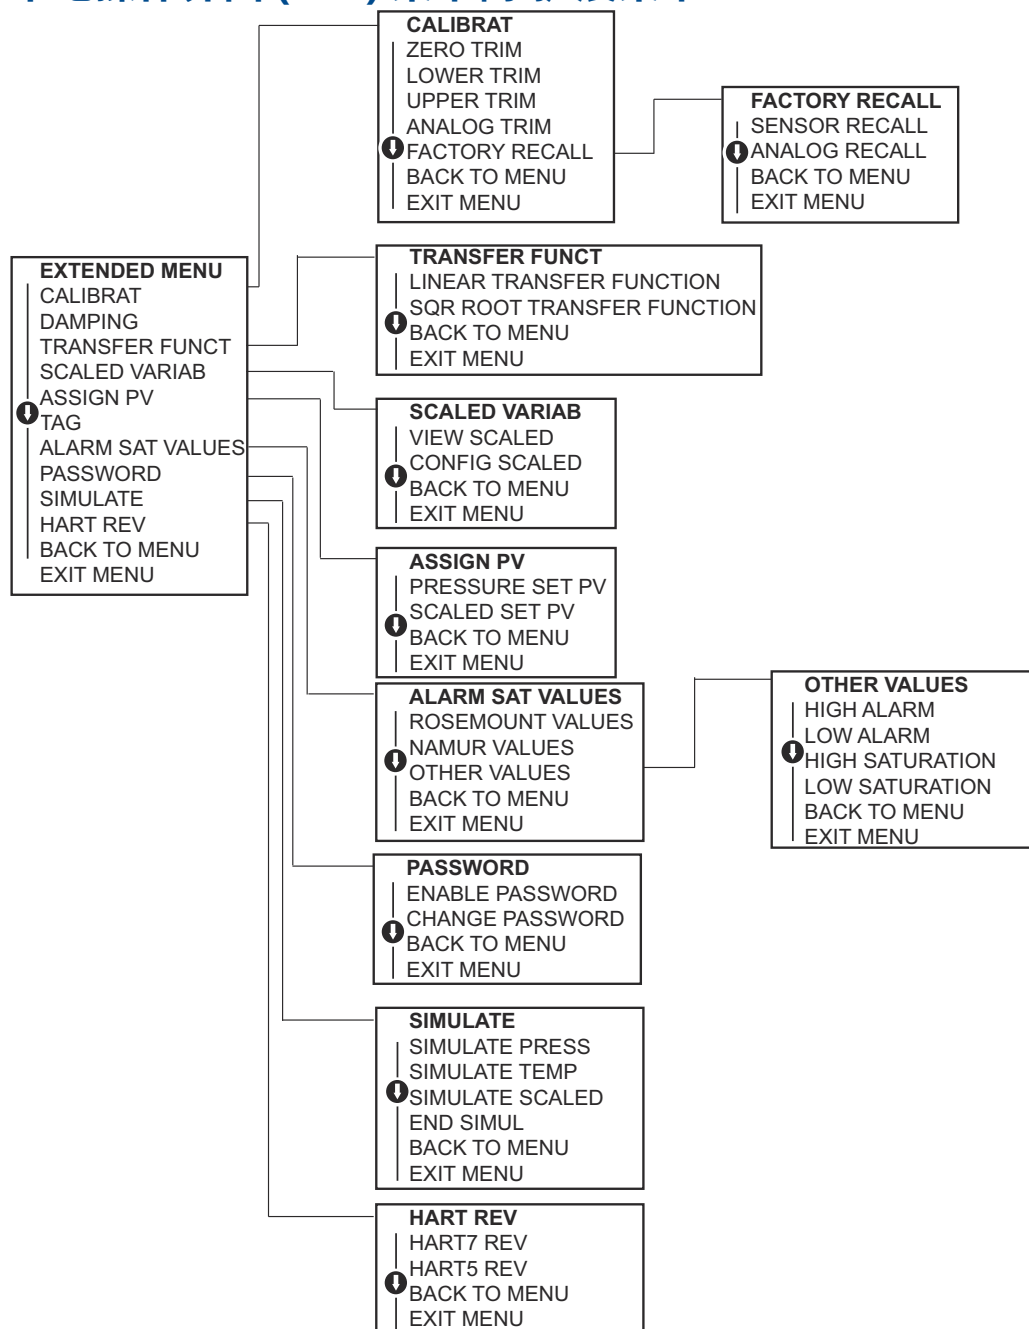 CALIBRAT
ZERO TRIM
LOWER TRIM
UPPER TRIM
ANALOG TRIM
FACTORY RECALL
BACK TO MENU
EXIT MENU
FACTORY RECALL
SENSOR RECALL
ANALOG RECALL
BACK TO MENU
EXIT MENU
EXTENDED MENU
CALIBRAT
DAMPING
TRANSFER FUNCT
SCALED VARIAB
ASSIGN PV
TAG
ALARM SAT VALUES
PASSWORD
SIMULATE
HART REV
BACK TO MENU
EXIT MENU
TRANSFER FUNCT
LINEAR TRANSFER FUNCTION
SQR ROOT TRANSFER FUNCTION
BACK TO MENU
EXIT MENU
SCALED VARIAB
VIEW SCALED
CONFIG SCALED
BACK TO MENU
EXIT MENU
ASSIGN PV
PRESSURE SET PV
SCALED SET PV
BACK TO MENU
EXIT MENU
ALARM SAT VALUES
ROSEMOUNT VALUES
NAMUR VALUES
OTHER VALUES
BACK TO MENU
EXIT MENU
OTHER VALUES
HIGH ALARM
LOW ALARM
HIGH SATURATION
LOW SATURATION
BACK TO MENU
EXIT MENU
PASSWORD
ENABLE PASSWORD
CHANGE PASSWORD
BACK TO MENU
EXIT MENU
SIMULATE
SIMULATE PRESS
SIMULATE TEMP
SIMULATE SCALED
END SIMUL
BACK TO MENU
EXIT MENU
HART REV
HART7 REV
HART5 REV
BACK TO MENU
EXIT MENU